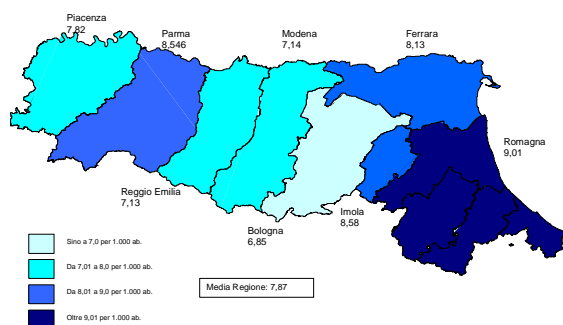 Piacenza
7,82
Parma
8,546
Modena
7,14
Ferrara
8,13
Romagna
9,01
Reggio Emilia
7,13
Imola
8,58
Bologna
6,85
Sino a 7,0 per 1.000 ab.
Da 7,01 a 8,0 per 1.000 ab.
Da 8,01 a 9,0 per 1.000 ab.
Oltre 9,01 per 1.000 ab.
Media Regione: 7,87